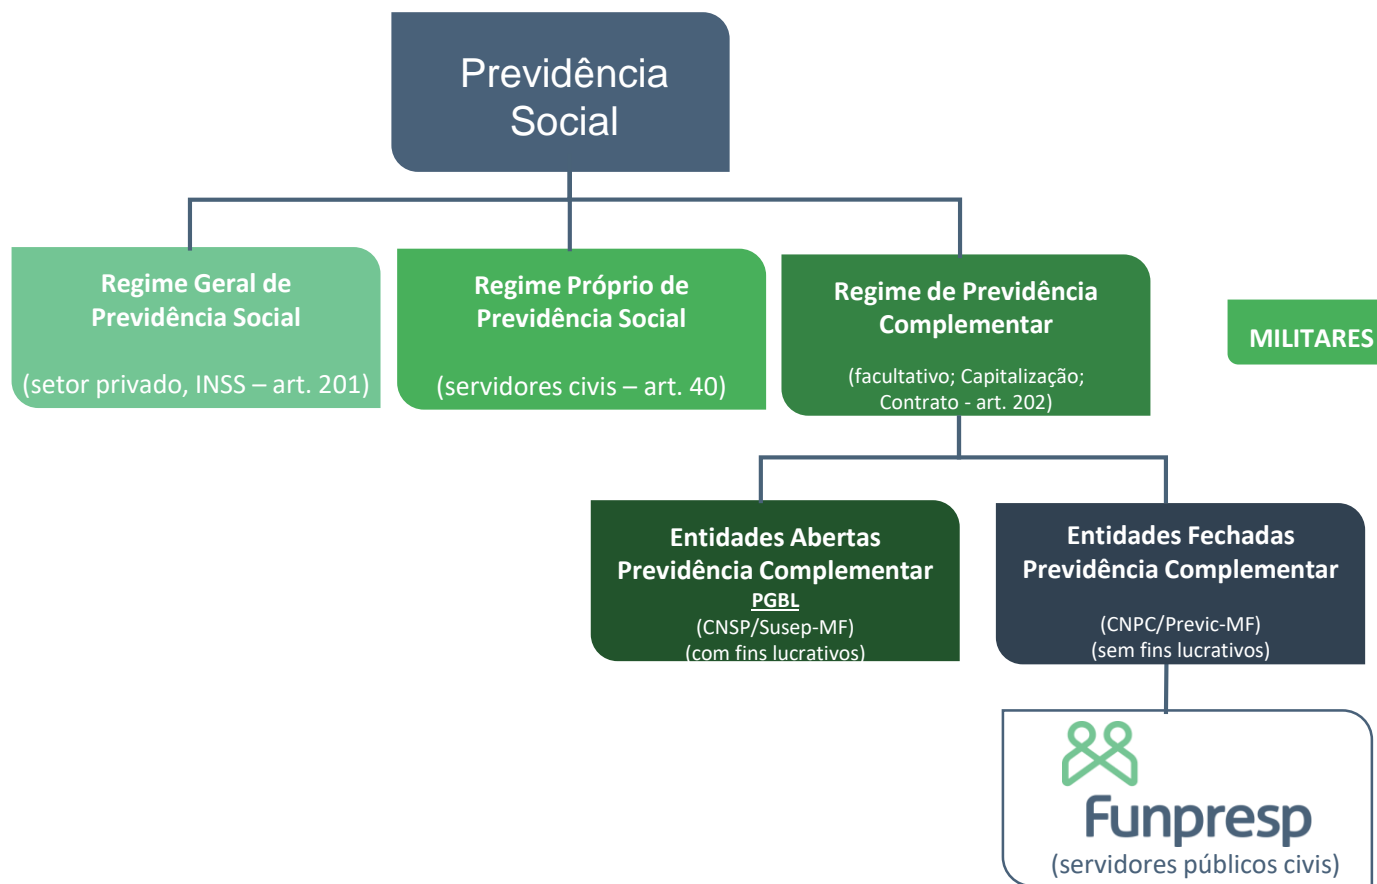 Previdência
Social
Regime Geral de
Previdência Social
(setor privado, INSS – art. 201)
Regime Próprio de
Previdência Social
(servidores civis – art. 40)
Regime de Previdência
Complementar
(facultativo; Capitalização;
Contrato - art. 202)
MILITARES
Entidades Abertas
Previdência Complementar
PGBL
(CNSP/Susep-MF)
(com fins lucrativos)
Entidades Fechadas
Previdência Complementar
(CNPC/Previc-MF)
(sem fins lucrativos)
Funpresp
(servidores públicos civis)